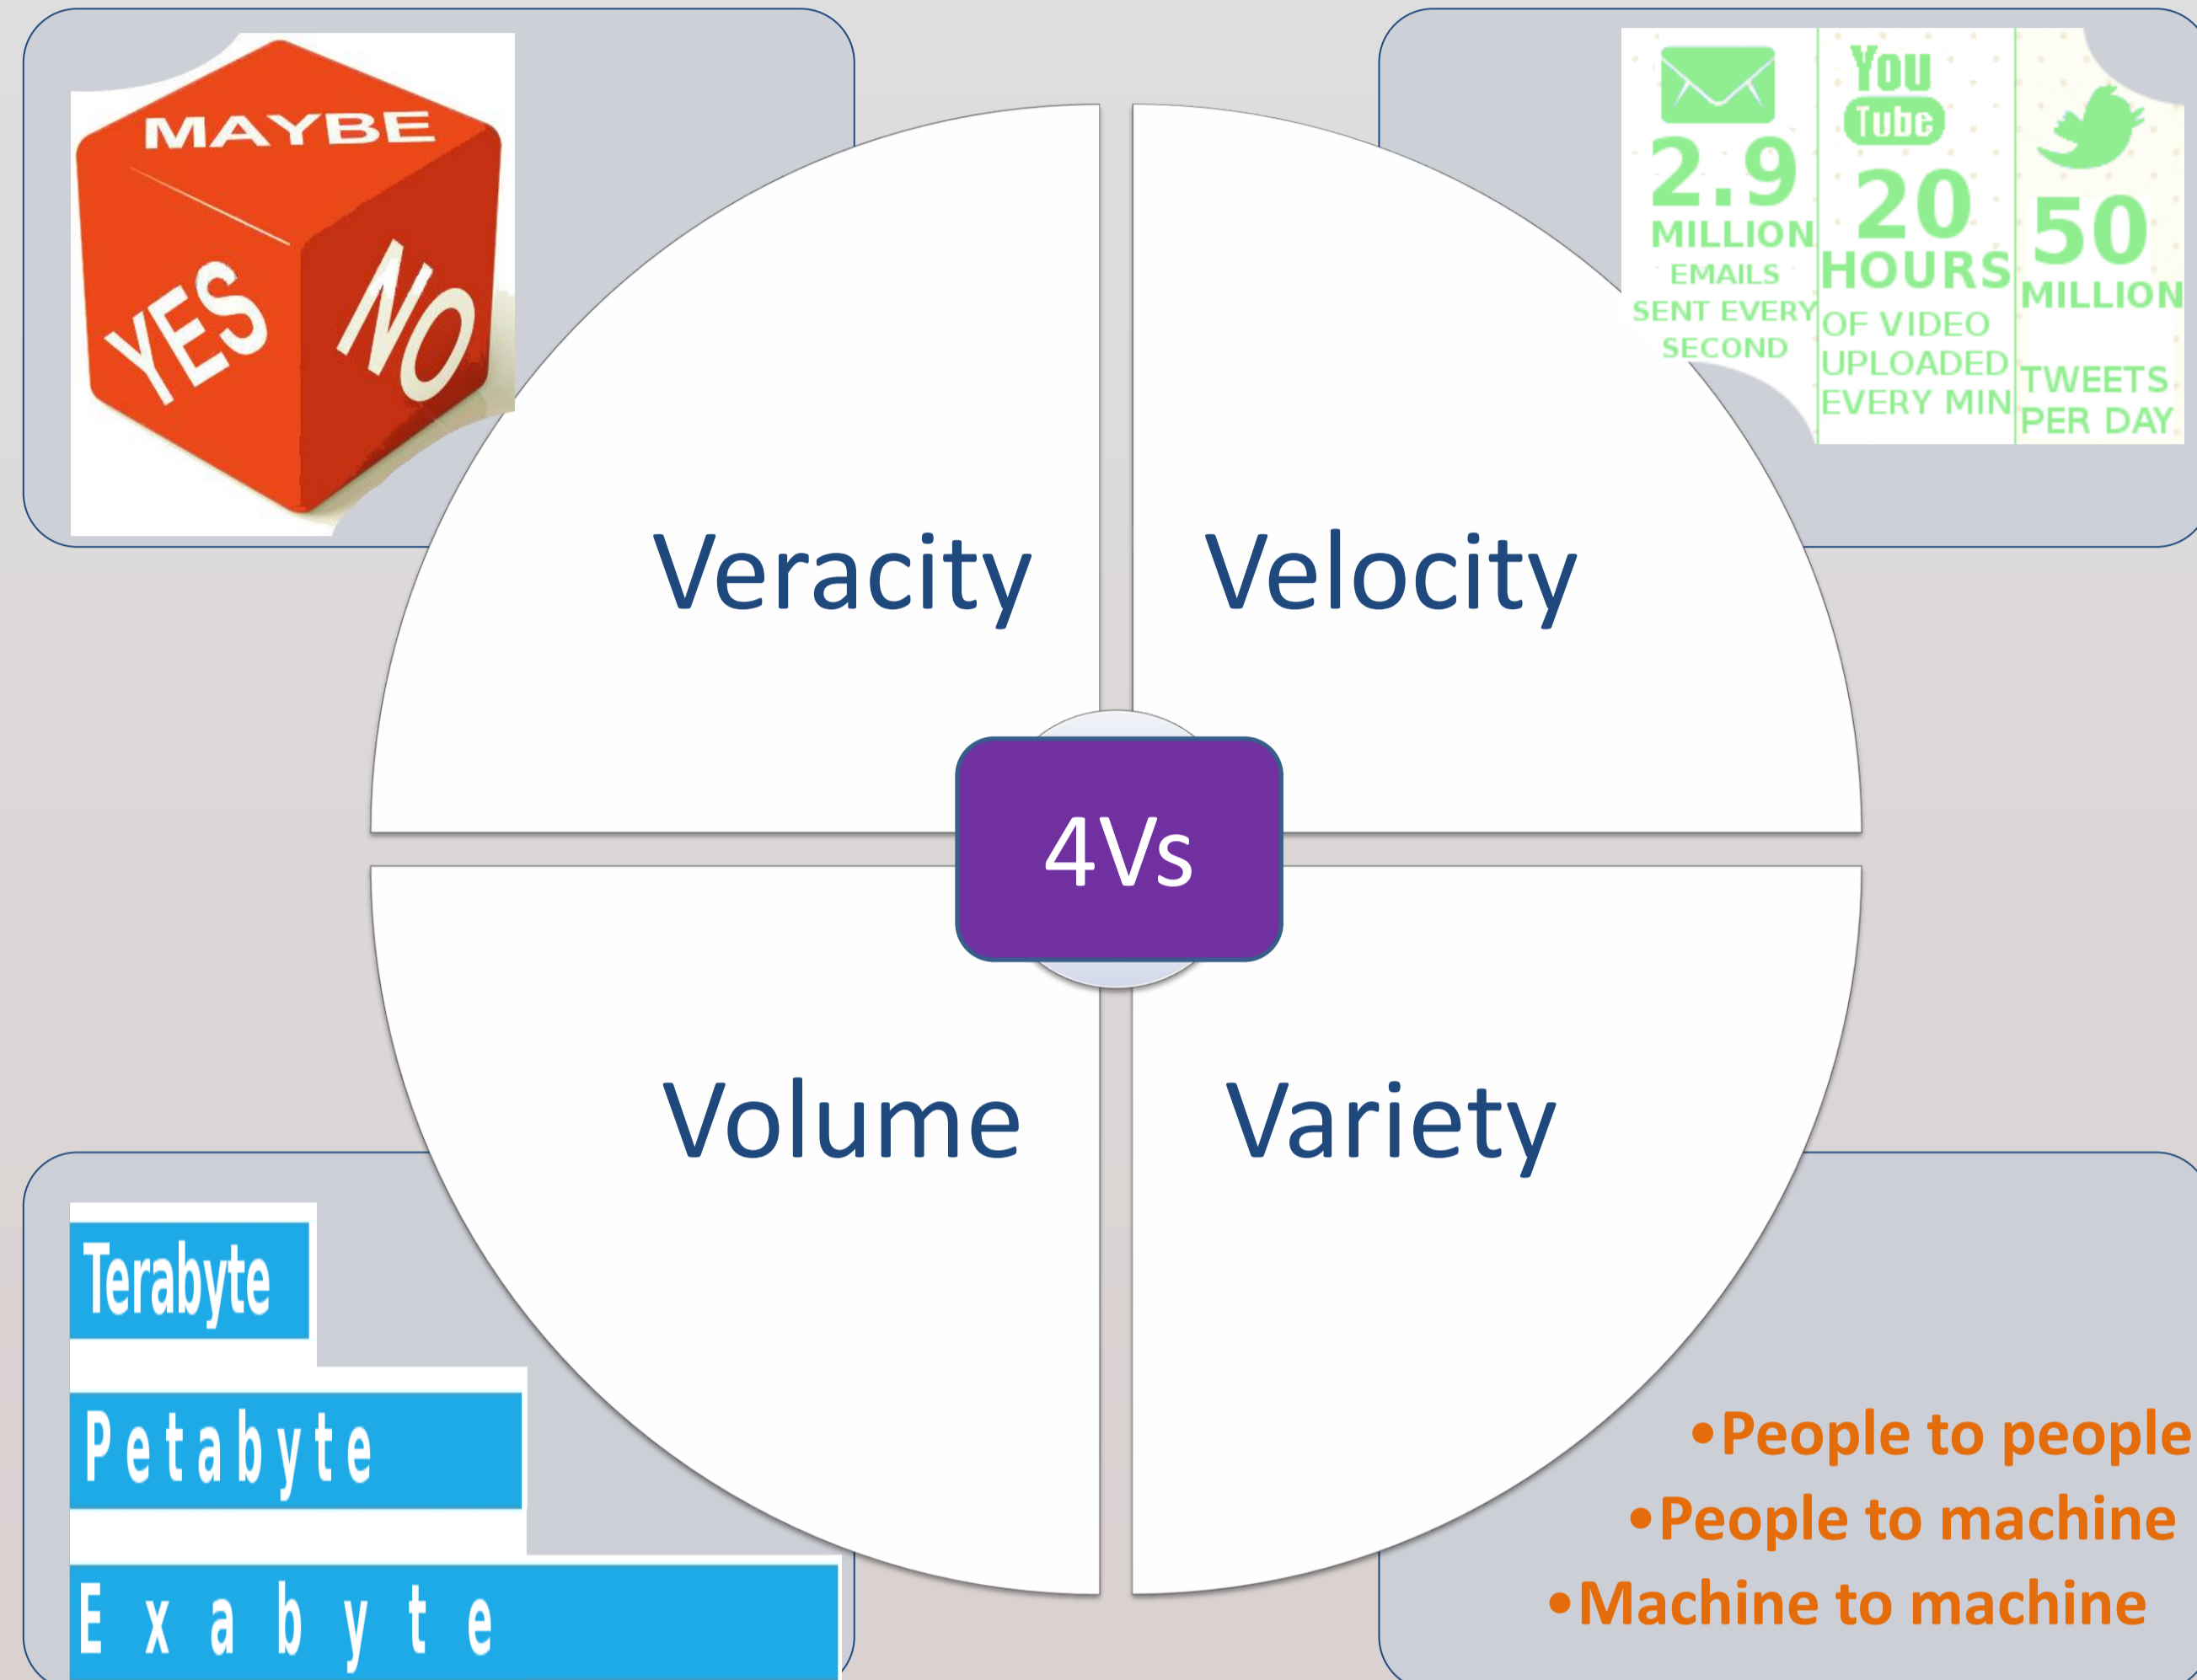 MAYBE
YES
NO
You
Tube
2.9
MILLION
EMAILS
SENT EVERY
SECOND
20
HOURS
OF VIDEO
UPLOADED
EVERY MIN
50
MILLION
TWEETS
PER DAY
Veracity
Velocity
4Vs
Volume
Variety
Terabyte
Petabyte
Exabyte
•People to people
•People to machine
•Machine to machine